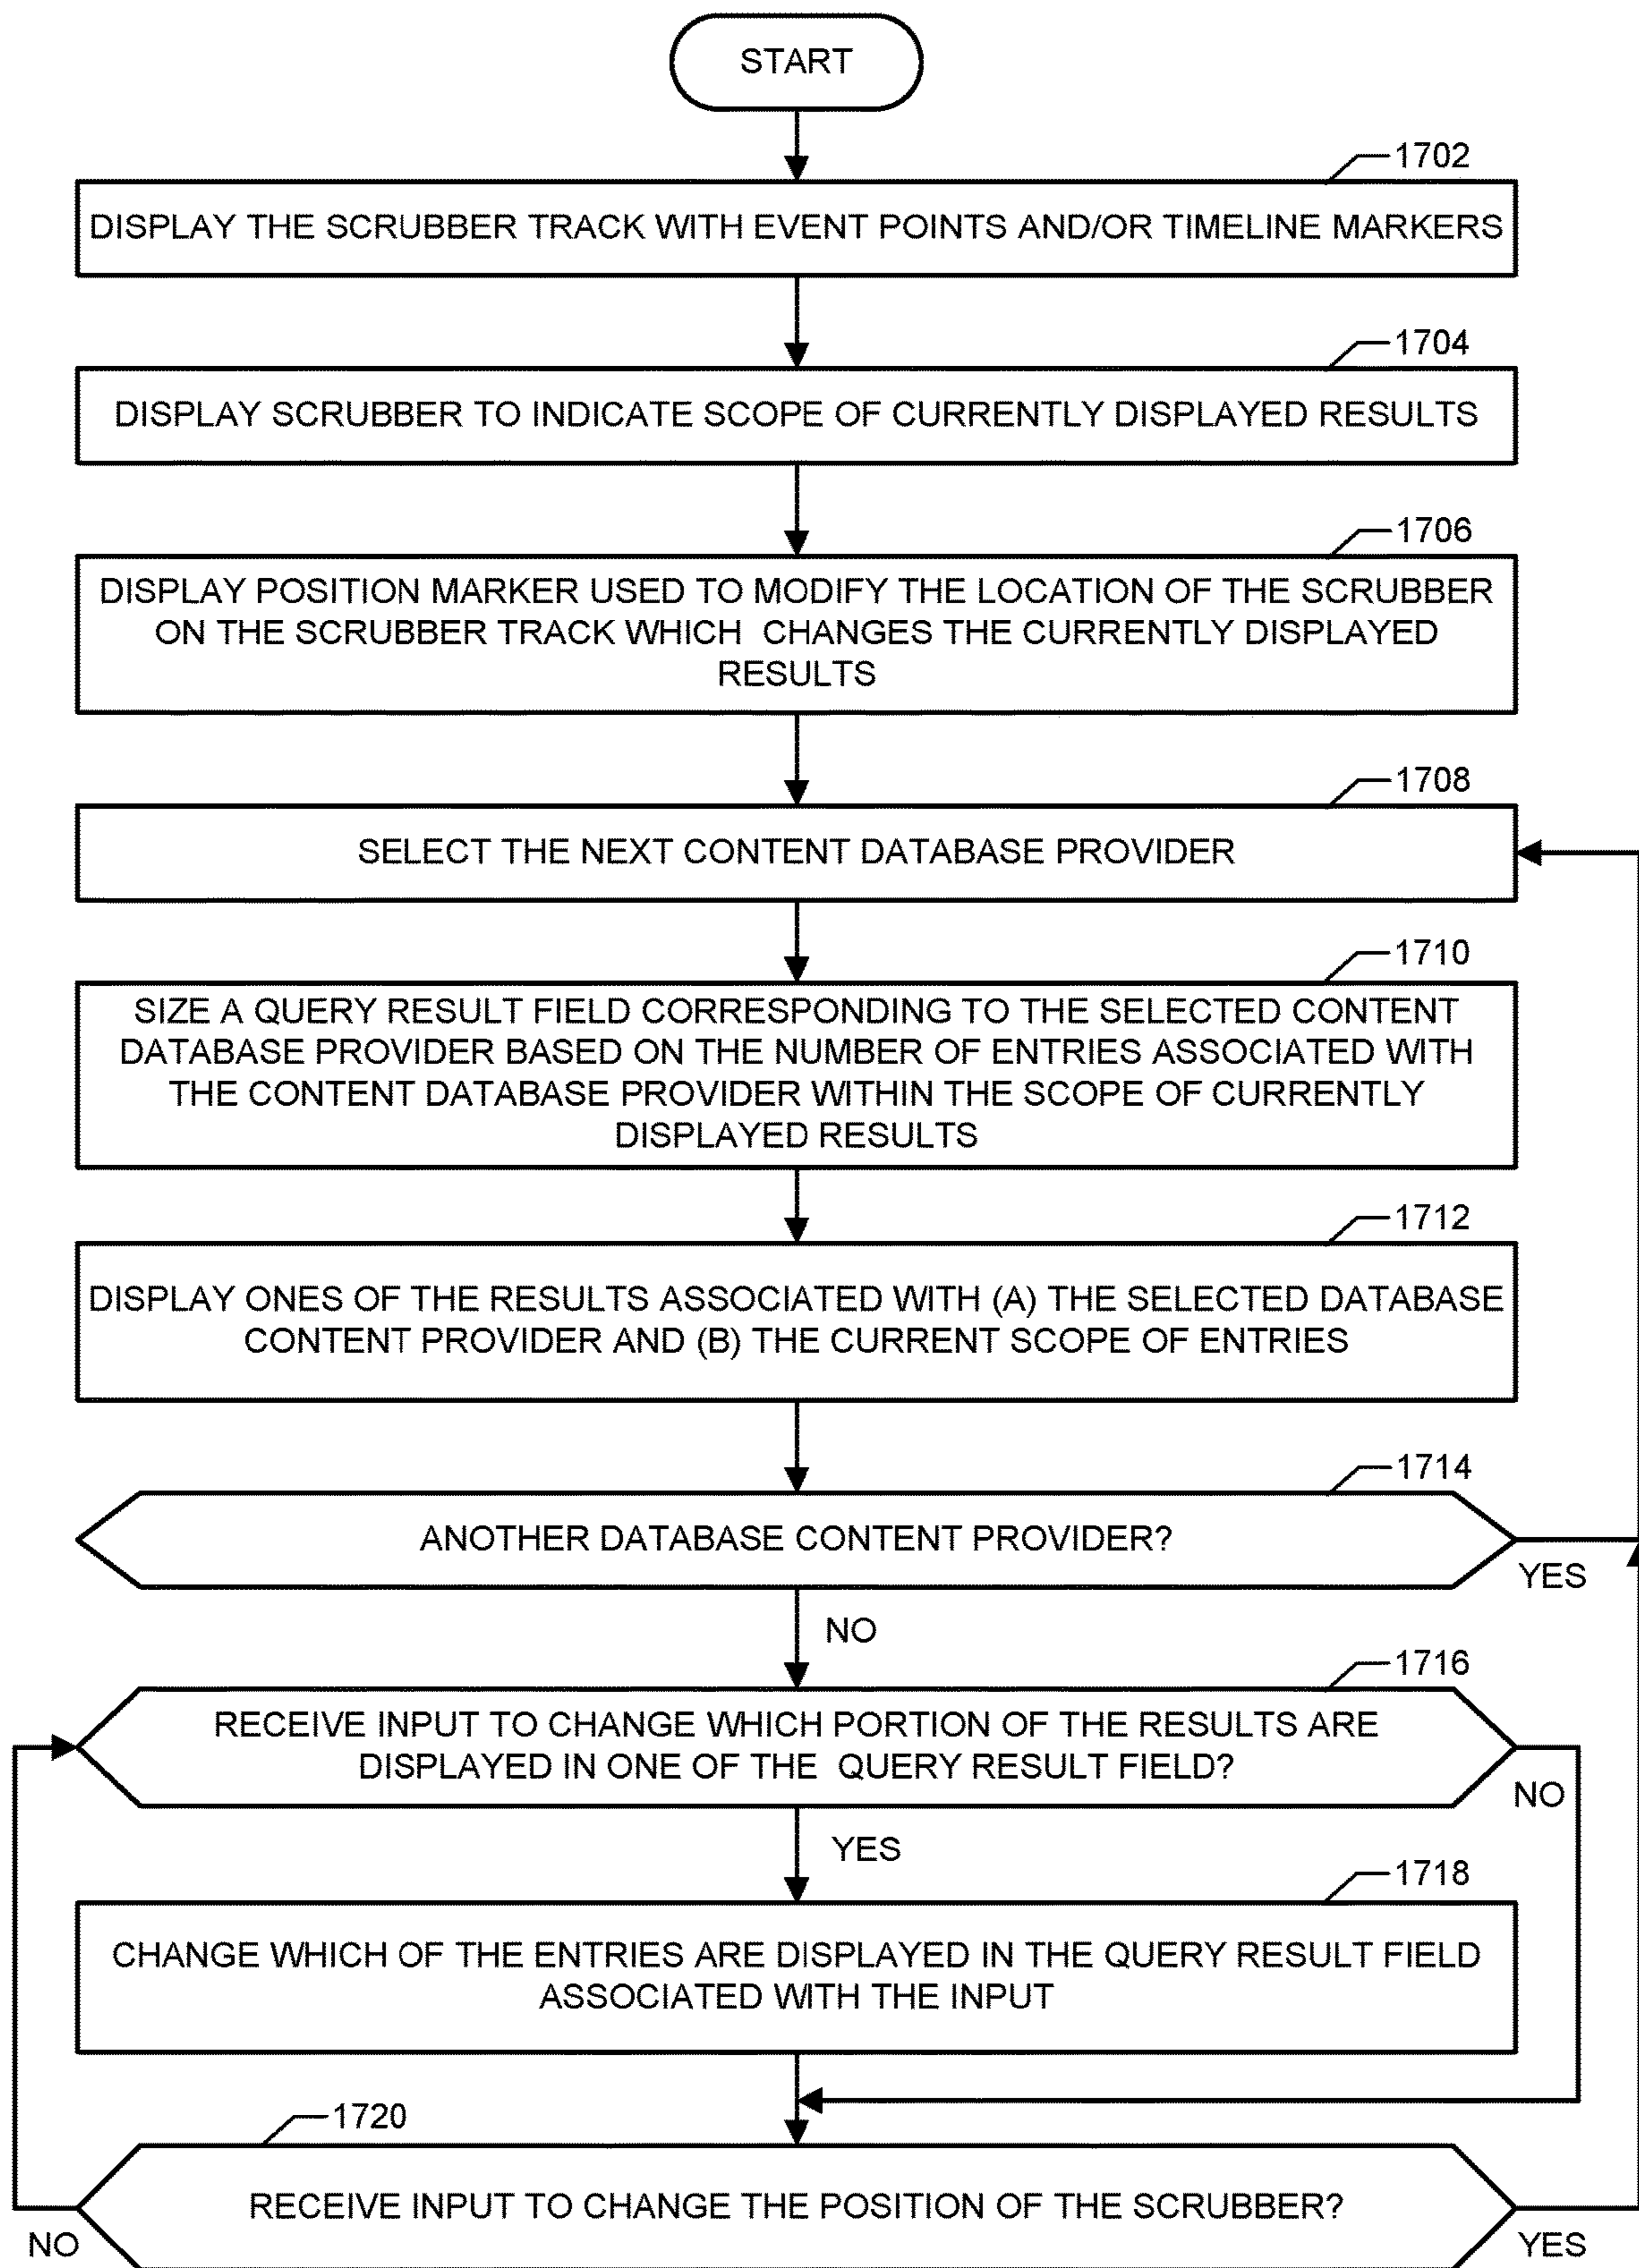 START
1702
DISPLAY THE SCRUBBER TRACK WITH EVENT POINTS AND/OR TIMELINE MARKERS
1704
DISPLAY SCRUBBER TO INDICATE SCOPE OF CURRENTLY DISPLAYED RESULTS
1706
DISPLAY POSITION MARKER USED TO MODIFY THE LOCATION OF THE SCRUBBER
ON THE SCRUBBER TRACK WHICH CHANGES THE CURRENTLY DISPLAYED
RESULTS
1708
SELECT THE NEXT CONTENT DATABASE PROVIDER
1710
SIZE A QUERY RESULT FIELD CORRESPONDING TO THE SELECTED CONTENT
DATABASE PROVIDER BASED ON THE NUMBER OF ENTRIES ASSOCIATED WITH
THE CONTENT DATABASE PROVIDER WITHIN THE SCOPE OF CURRENTLY
DISPLAYED RESULTS
1712
DISPLAY ONES OF THE RESULTS ASSOCIATED WITH (A) THE SELECTED DATABASE
CONTENT PROVIDER AND (B) THE CURRENT SCOPE OF ENTRIES
1714
ANOTHER DATABASE CONTENT PROVIDER?
YES
NO
1716
RECEIVE INPUT TO CHANGE WHICH PORTION OF THE RESULTS ARE
DISPLAYED IN ONE OF THE QUERY RESULT FIELD?
NO
YES
1718
CHANGE WHICH OF THE ENTRIES ARE DISPLAYED IN THE QUERY RESULT FIELD
ASSOCIATED WITH THE INPUT
1720
RECEIVE INPUT TO CHANGE THE POSITION OF THE SCRUBBER?
NO
YES